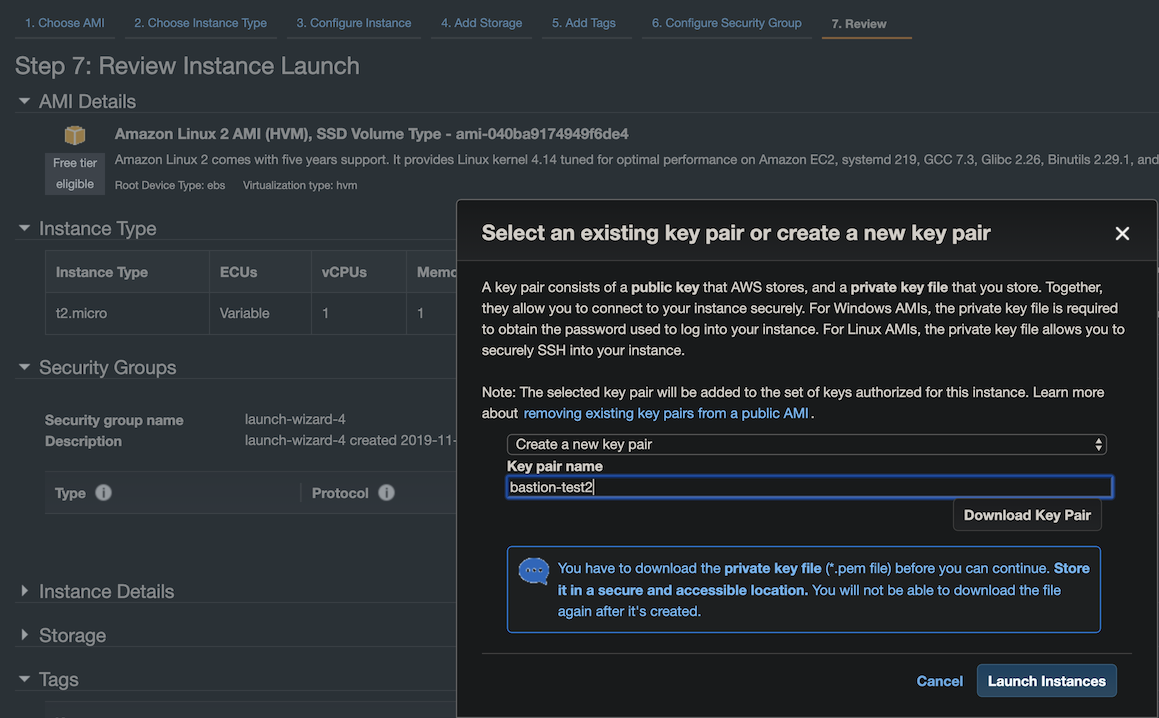 1. Choose AMI 2. Choose Instance Type 3. Configure Instance 4. Add Storage 5. Add Tags 6. Configure Security Group 7. Review
Step 7: Review Instance Launch
AMI Details
Amazon Linux 2 AMI (HVM), SSD Volume Type - ami-040ba9174949f6de4
Free tier
eligible
Amazon Linux 2 comes with five years support. It provides Linux kernel 4.14 tuned for optimal performance on Amazon EC2, systemd 219, GCC 7.3, Glibc 2.26, Binutils 2.29.1, and
Root Device Type: ebs Virtualization type: hvm
Instance Type
Instance Type ECUs vCPUs Memo
t2.micro Variable 1 1
Security Groups
Security group name launch-wizard-4
Description launch-wizard-4 created 2019-11-
Type Protocol
Instance Details
Storage
Tags
Select an existing key pair or create a new key pair
A key pair consists of a public key that AWS stores, and a private key file that you store. Together,
they allow you to connect to your instance securely. For Windows AMIs, the private key file is required
to obtain the password used to log into your instance. For Linux AMIs, the private key file allows you to
securely SSH into your instance.
Note: The selected key pair will be added to the set of keys authorized for this instance. Learn more
about removing existing key pairs from a public AMI.
Create a new key pair
Key pair name
bastion-test2
Download Key Pair
You have to download the private key file (*.pem file) before you can continue. Store
it in a secure and accessible location. You will not be able to download the file
again after it's created.
Cancel Launch Instances